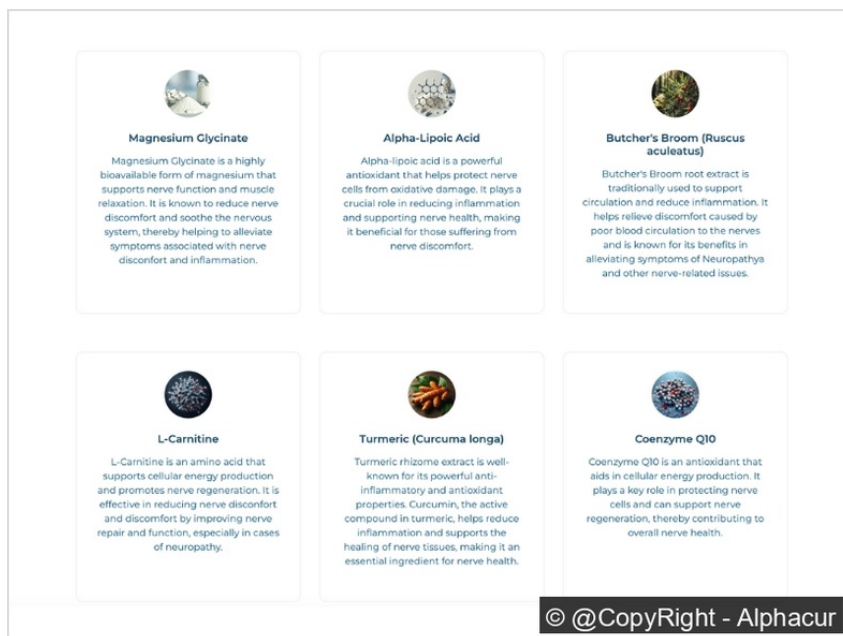 Magnesium Glycinate
Magnesium Glycinate is a highly
bioavailable form of magnesium that
supports nerve function and muscle
relaxation. It is known to reduce nerve
discomfort and soothe the nervous
system, thereby helping to alleviate
symptoms associated with nerve
disconfort and inflammation.
Alpha-Lipoic Acid
Alpha-lipoic acid is a powerful
antioxidant that helps protect nerve
cells from oxidative damage. It plays a
crucial role in reducing inflammation
and supporting nerve health, making
it beneficial for those suffering from
nerve discomfort.
Butcher's Broom (Ruscus
aculeatus)
Butcher's Broom root extract is
traditionally used to support
circulation and reduce inflammation. It
helps relieve discomfort caused by
poor blood circulation to the nerves
and is known for its benefits in
alleviating symptoms of Neuropathya
and other nerve-related issues.
L-Carnitine
L-Carnitine is an amino acid that
supports cellular energy production
and promotes nerve regeneration. It is
effective in reducing nerve disconfort
and discomfort by improving nerve
repair and function, especially in cases
of neuropathy.
Turmeric (Curcuma longa)
Turmeric rhizome extract is well-
known for its powerful anti-
inflammatory and antioxidant
properties. Curcumin, the active
compound in turmeric, helps reduce
inflammation and supports the
healing of nerve tissues, making it an
essential ingredient for nerve health.
Coenzyme Q10
Coenzyme Q10 is an antioxidant that
aids in cellular energy production. It
plays a key role in protecting nerve
cells and can support nerve
regeneration, thereby contributing to
overall nerve health.
© @CopyRight - Alphacur